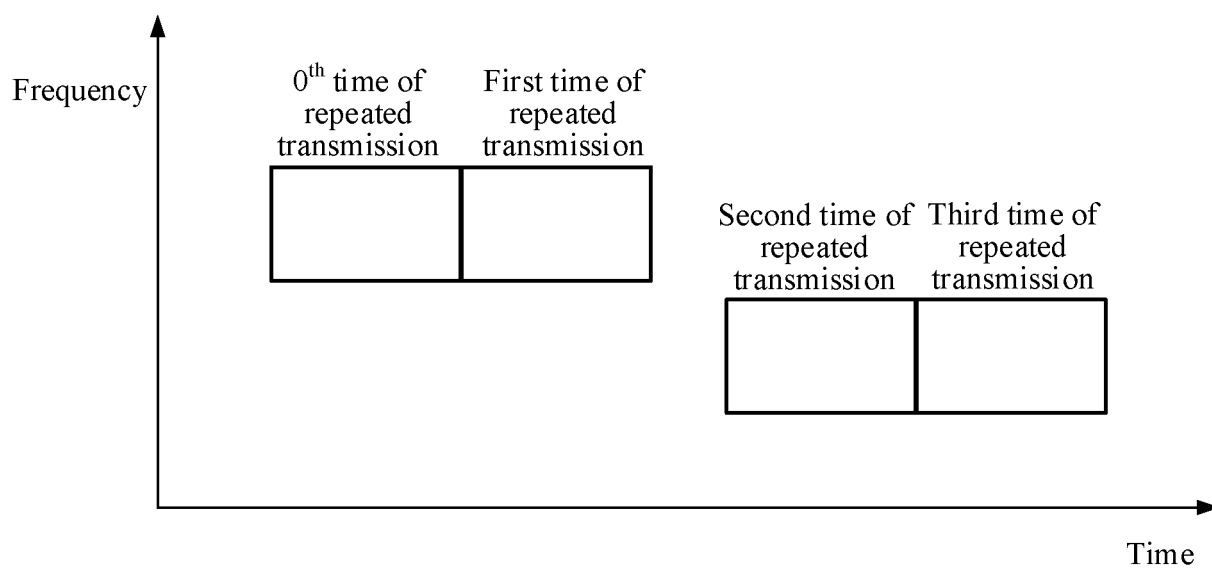 Frequency
0th time of
repeated
transmission
First time of
repeated
transmission
Second time of
repeated
transmission
Third time of
repeated
transmission
Time